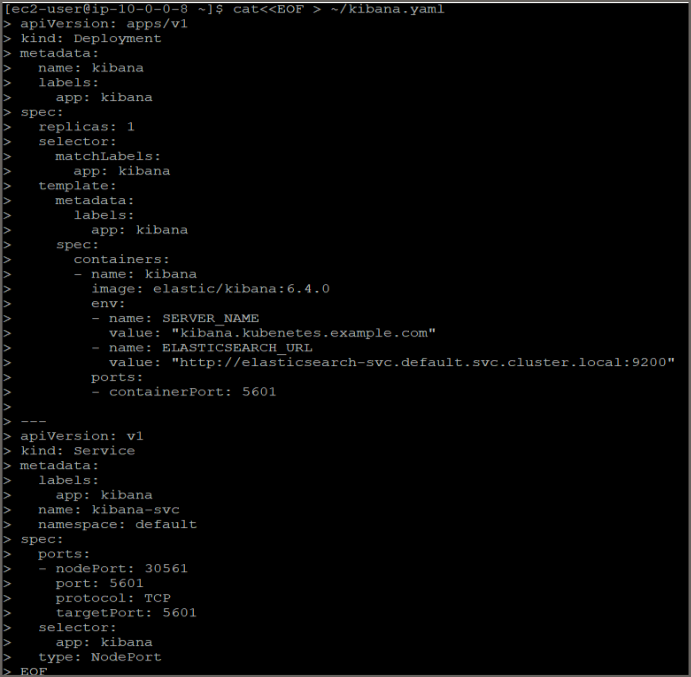 [ec2-user@ip-10-0-0-8 ~]$ cat<<EOF > ~/kibana.yaml
> apiVersion: apps/v1
> kind: Deployment
> metadata:
>   name: kibana
>   labels:
>     app: kibana
> spec:
>   replicas: 1
>   selector:
>     matchLabels:
>       app: kibana
>   template:
>     metadata:
>       labels:
>         app: kibana
>     spec:
>       containers:
>       - name: kibana
>         image: elastic/kibana:6.4.0
>         env:
>         - name: SERVER_NAME
>           value: "kibana.kubenetes.example.com"
>         - name: ELASTICSEARCH_URL
>           value: "http://elasticsearch-svc.default.svc.cluster.local:9200"
>         ports:
>         - containerPort: 5601
>
> ---
> apiVersion: v1
> kind: Service
> metadata:
>   labels:
>     app: kibana
>   name: kibana-svc
>   namespace: default
> spec:
>   ports:
>   - nodePort: 30561
>     port: 5601
>     protocol: TCP
>     targetPort: 5601
>   selector:
>     app: kibana
>   type: NodePort
> EOF